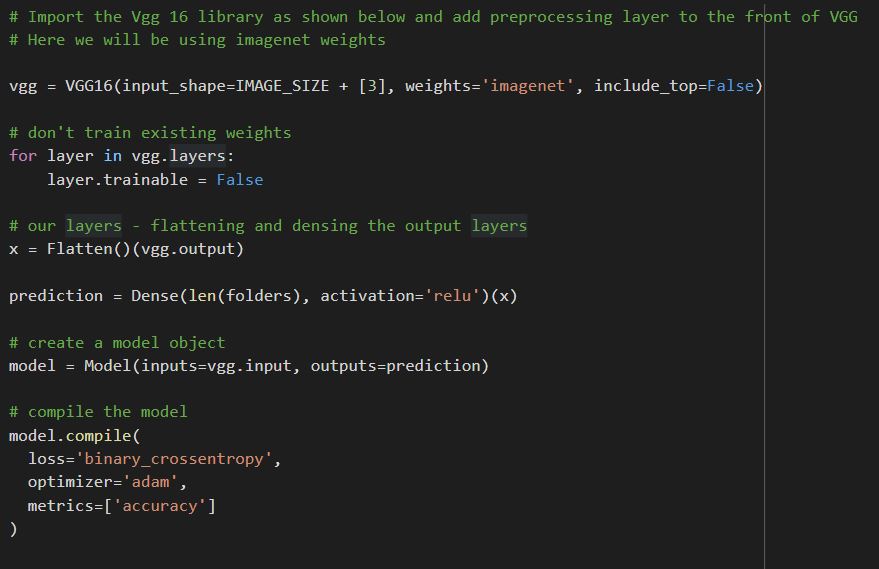 # Import the Vgg 16 library as shown below and add preprocessing layer to the front of VGG
# Here we will be using imagenet weights
vgg = VGG16(input_shape=IMAGE_SIZE + [3], weights='imagenet', include_top=False)
# don't train existing weights
for layer in vgg.layers:
    layer.trainable = False
# our layers - flattening and densing the output layers
x = Flatten()(vgg.output)
prediction = Dense(len(folders), activation='relu')(x)
# create a model object
model = Model(inputs=vgg.input, outputs=prediction)
# compile the model
model.compile(
  loss='binary_crossentropy',
  optimizer='adam',
  metrics=['accuracy']
)